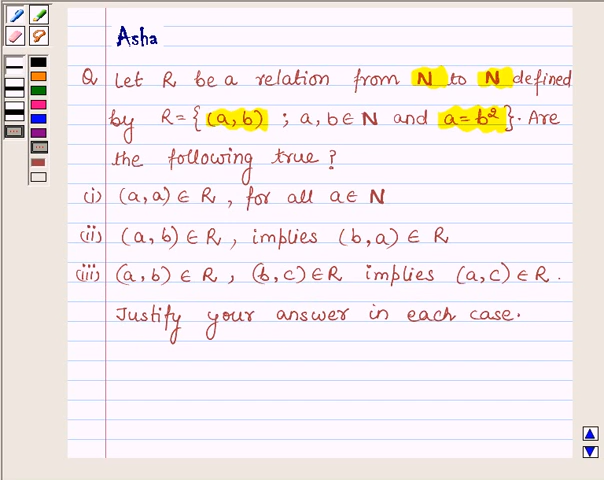 Asha
Q Let R be a relation from N to N defined
by R = { (a, b) ; a, b ∈ N and a = b² }. Are
the following true ?
(i) (a, a) ∈ R , for all a ∈ N
(ii) (a, b) ∈ R , implies (b, a) ∈ R
(iii) (a, b) ∈ R , (b, c) ∈ R implies (a, c) ∈ R .
Justify your answer in each case.